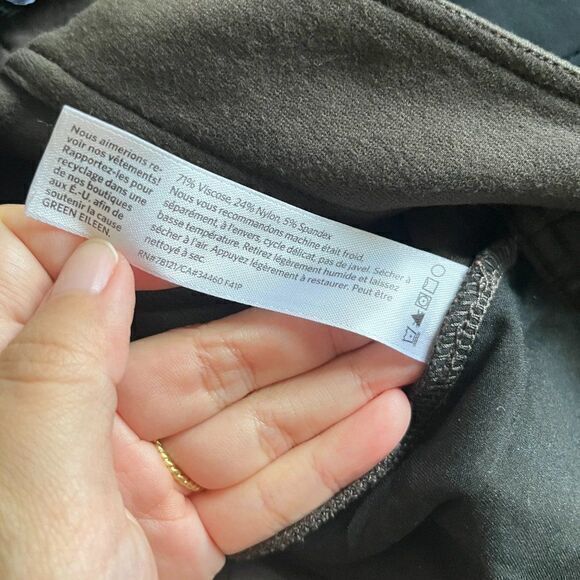 Nous aimerions re-
voir nos vêtements!
Rapportez-les pour
recyclage dans une
de nos boutiques
aux É.-U. afin de
soutenir la cause
GREEN EILEEN.
71% Viscose, 24% Nylon, 5% Spandex
Nous vous recommandons machine était froid.
séparément, à l'envers, cycle délicat, pas de javel. Sécher à
basse température. Retirez légèrement humide et laissez
sécher à l'air. Appuyez légèrement à restaurer. Peut être
nettoyé à sec.
RN#78121/CA#34460 F41P